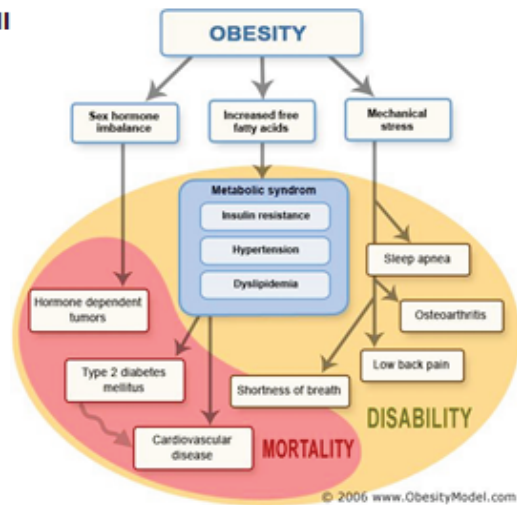 II
OBESITY
Sex hormone
imbalance
Increased free
fatty acids
Mechanical
stress
Metabolic syndrom
Insulin resistance
Hypertension
Dyslipidemia
Sleep apnea
Hormone dependent
tumors
Osteoarthritis
Type 2 diabetes
mellitus
Low back pain
Shortness of breath
DISABILITY
Cardiovascular
disease
MORTALITY
© 2006 www.ObesityModel.com